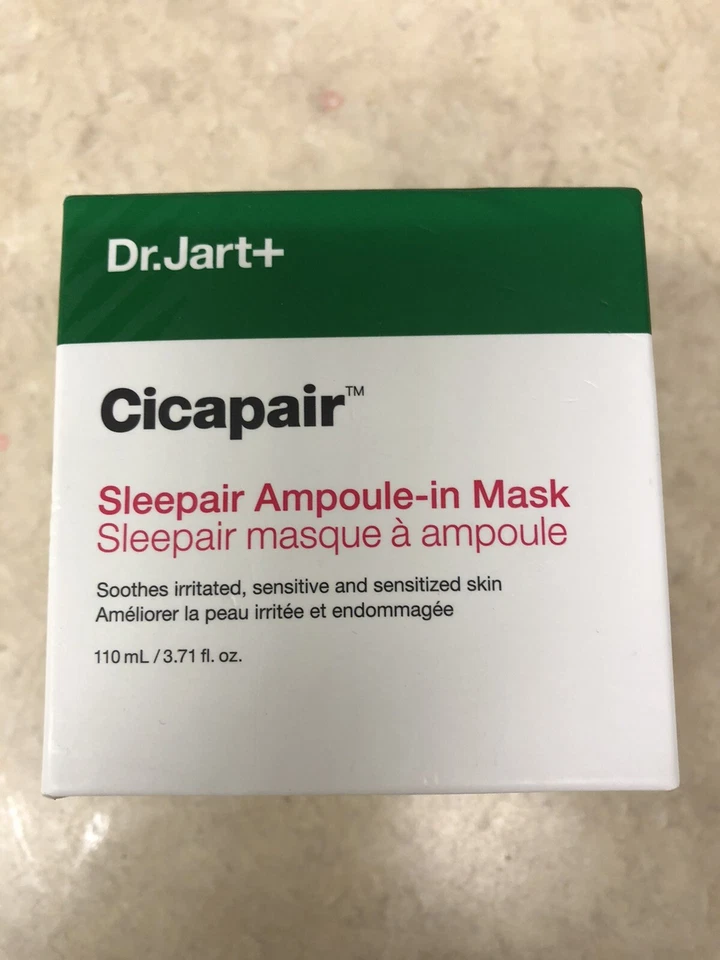 Dr.Jart+
Cicapair™
Sleepair Ampoule-in Mask
Sleepair masque à ampoule
Soothes irritated, sensitive and sensitized skin
Améliorer la peau irritée et endommagée
110 mL / 3.71 fl. oz.